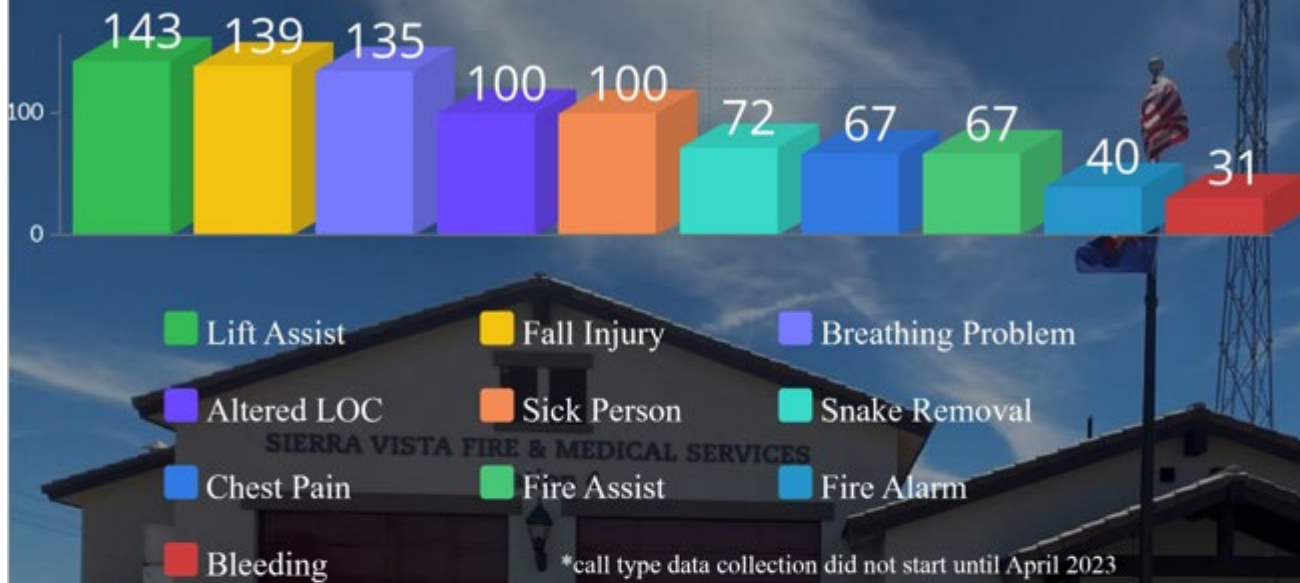 143 139 135 100 100 72 67 67 40 31
100
0
Lift Assist Fall Injury Breathing Problem
Altered LOC Sick Person Snake Removal
SIERRA VISTA FIRE & MEDICAL SERVICES
Chest Pain Fire Assist Fire Alarm
Bleeding *call type data collection did not start until April 2023